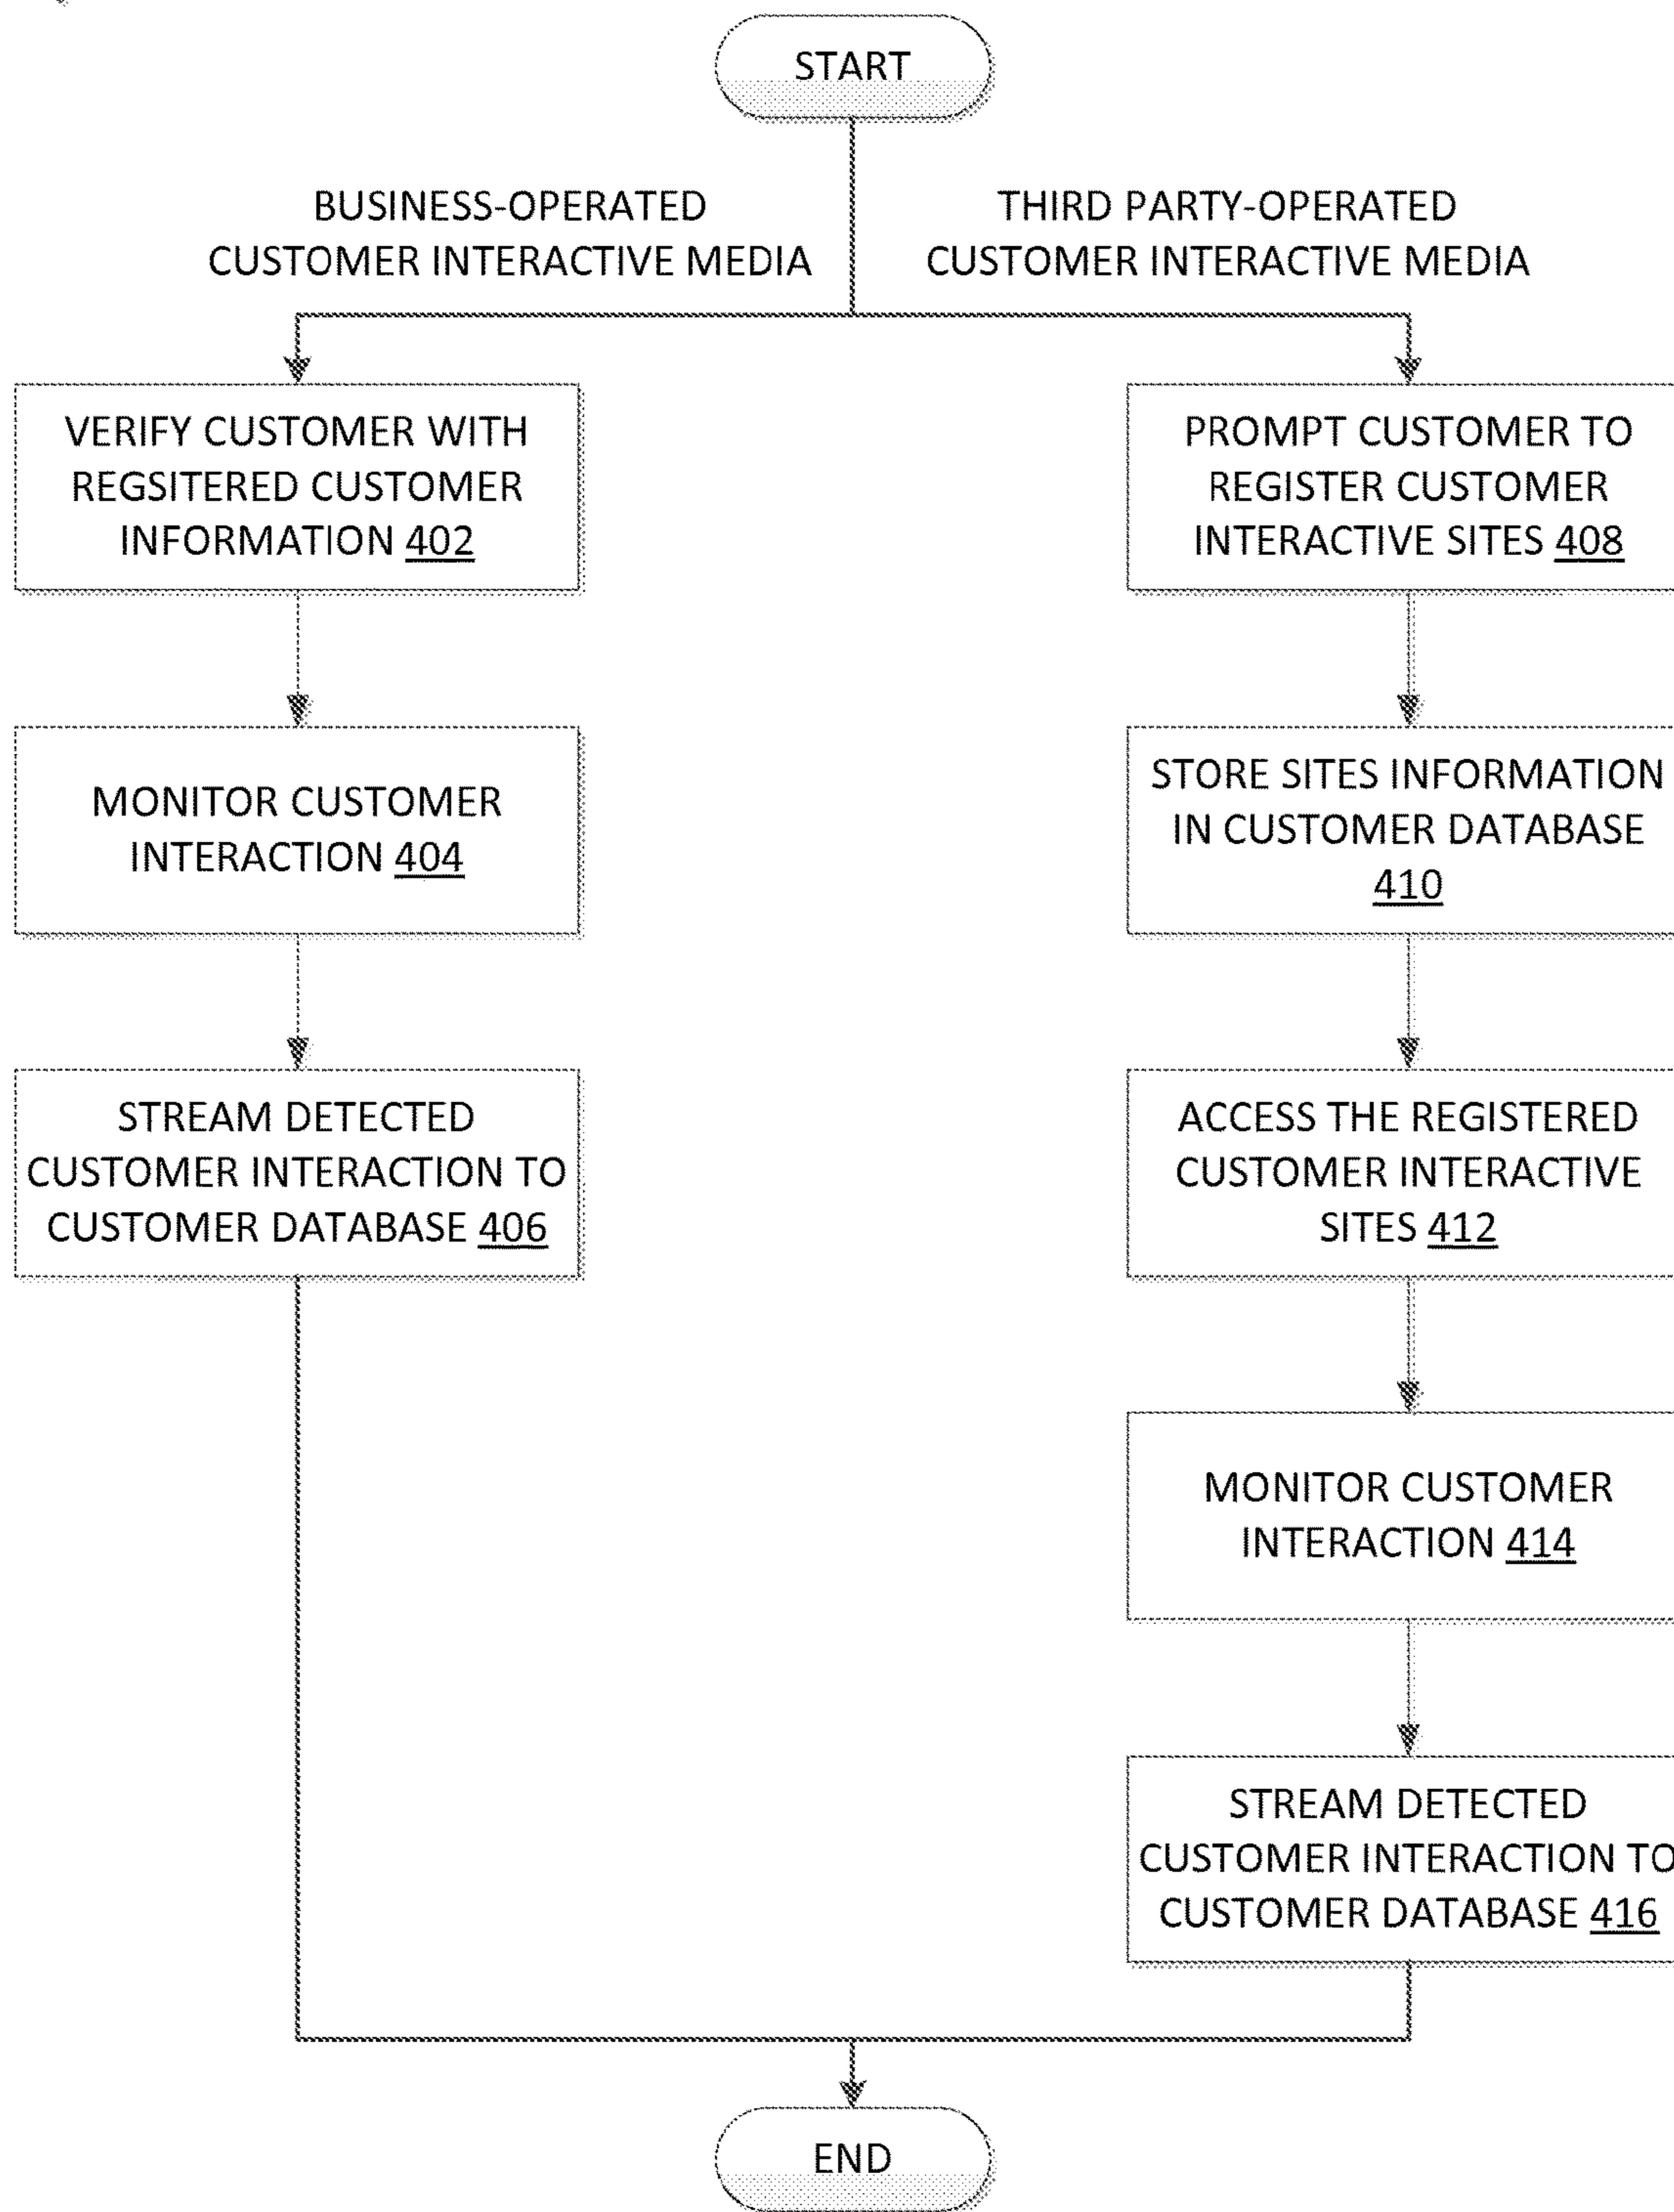 START
BUSINESS-OPERATED
CUSTOMER INTERACTIVE MEDIA
THIRD PARTY-OPERATED
CUSTOMER INTERACTIVE MEDIA
VERIFY CUSTOMER WITH
REGSITERED CUSTOMER
INFORMATION 402
MONITOR CUSTOMER
INTERACTION 404
STREAM DETECTED
CUSTOMER INTERACTION TO
CUSTOMER DATABASE 406
PROMPT CUSTOMER TO
REGISTER CUSTOMER
INTERACTIVE SITES 408
STORE SITES INFORMATION
IN CUSTOMER DATABASE
410
ACCESS THE REGISTERED
CUSTOMER INTERACTIVE
SITES 412
MONITOR CUSTOMER
INTERACTION 414
STREAM DETECTED
CUSTOMER INTERACTION TO
CUSTOMER DATABASE 416
END